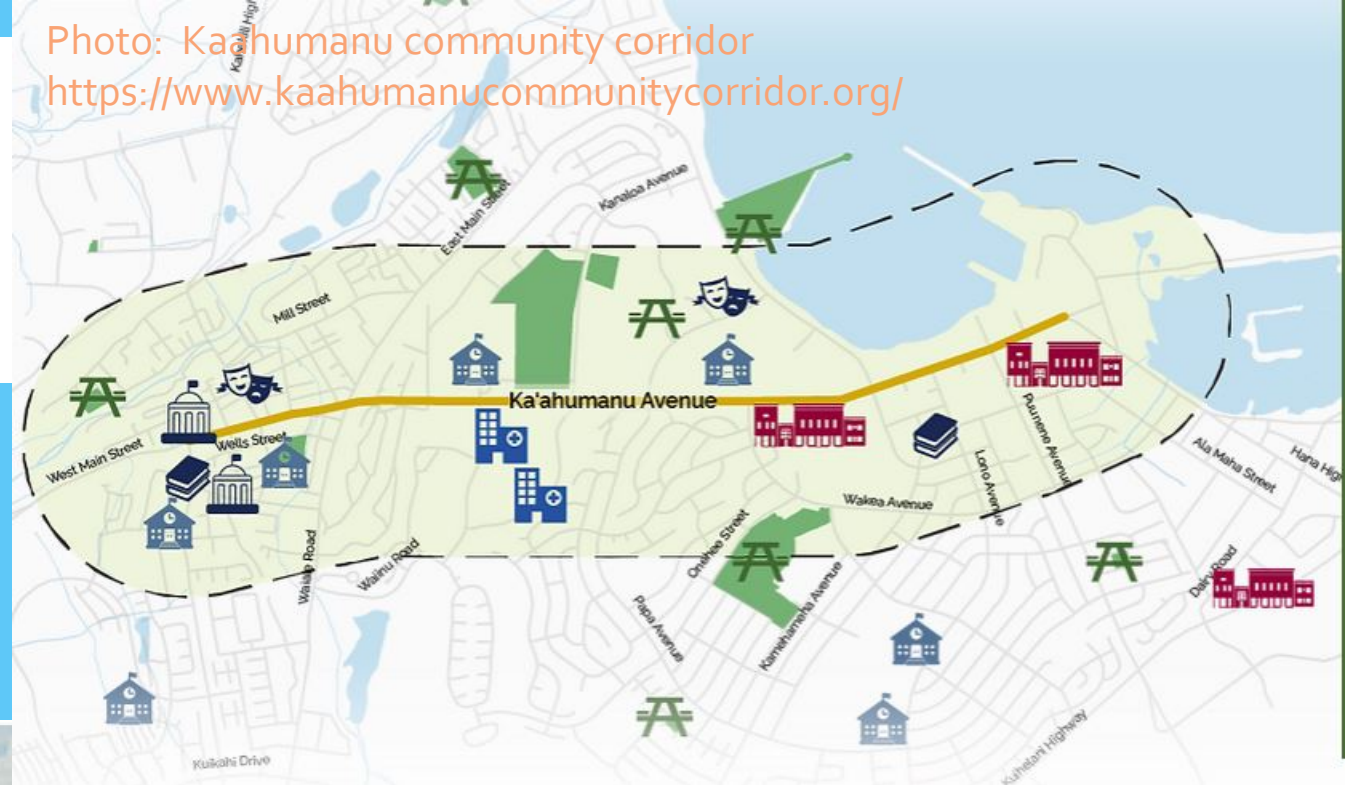 Photo: Kaahumanu community corridor
https://www.kaahumanucommunitycorridor.org/
East Main Street
Kanaloa Avenue
Mill Street
Ka'ahumanu Avenue
West Main Street
Wells Street
Puunene Avenue
Ala Maha Street
Hana Hig
Lono Avenue
Wakea Avenue
Onehee Street
Waiale Road
Wainu Road
Dairy Road
Papa Avenue
Kamehameha Avenue
Kuikahi Drive
Kuihelani Highway